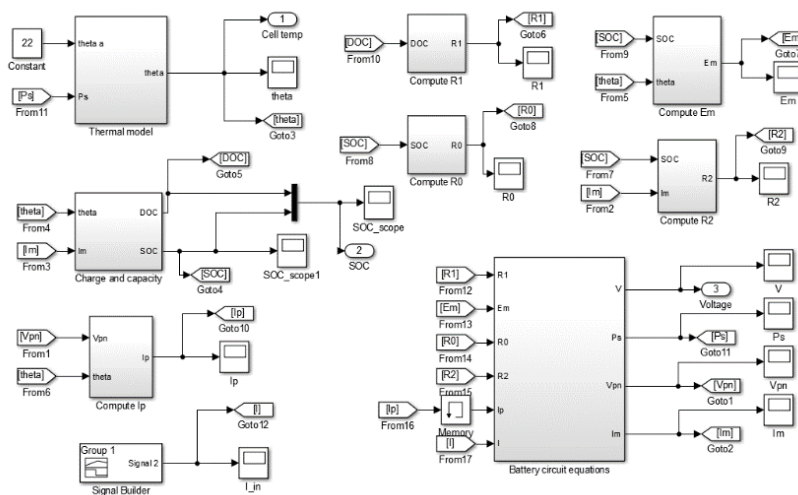 22
Constant
[Ps]
From11
theta a
Ps
theta
Thermal model
1
Cell temp
theta
[theta]
Goto3
[DOC]
From10
DOC
R1
Compute R1
[R1]
Goto6
R1
[SOC]
From8
SOC
R0
Compute R0
[R0]
Goto8
R0
[SOC]
From9
[theta]
From5
SOC
theta
Em
Compute Em
[Em
Em
[SOC]
From7
[Im]
From2
SOC
Im
R2
Compute R2
[R2]
Goto9
R2
[theta]
From4
[Im]
From3
theta
Im
DOC
SOC
Charge and capacity
[DOC]
Goto5
[SOC]
Goto4
SOC_scope
SOC_scope1
2
SOC
[Vpn]
From1
[theta]
From6
Vpn
theta
Ip
Compute Ip
[Ip]
Goto10
Ip
Group 1
Signal 2
Signal Builder
[I]
Goto12
I_in
[R1]
From12
[Em]
From13
[R0]
From14
[R2]
From15
[Ip]
From16
Memory
[I]
From17
R1
Em
R0
R2
Ip
I
V
Ps
Vpn
Im
Battery circuit equations
V
3
Voltage
Ps
[Ps]
Goto11
Vpn
[Vpn]
Goto1
Im
[Im]
Goto2